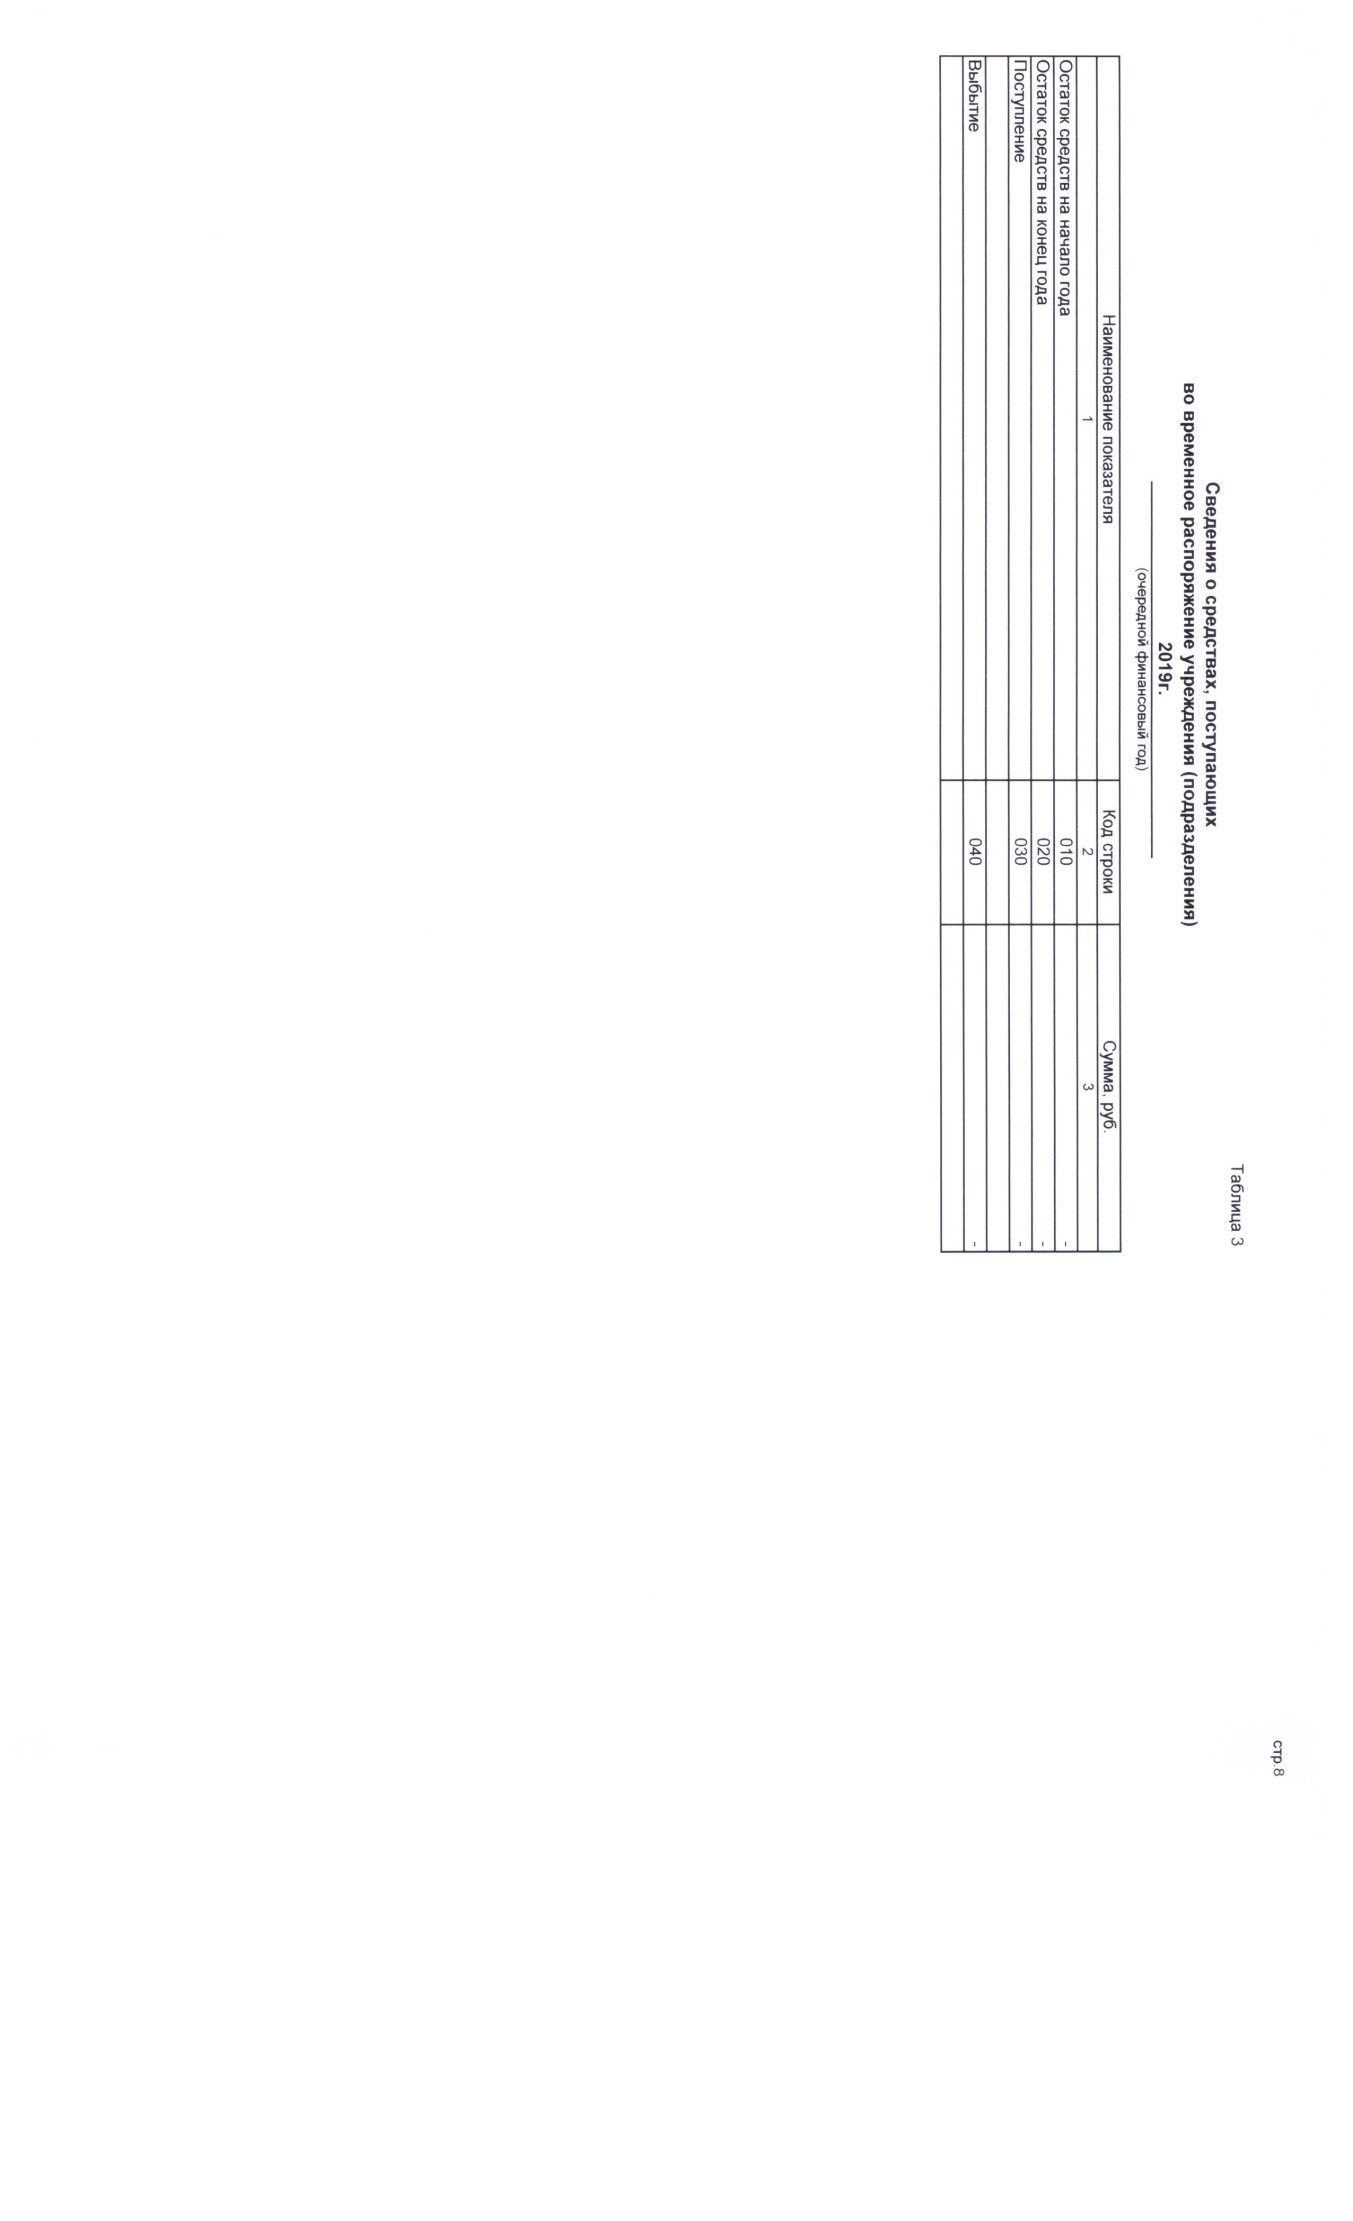 стр.8
Таблица 3
Сведения о средствах, поступающих
во временное распоряжение учреждения (подразделения)
2019г.
(очередной финансовый год)
Наименование показателя Код строки Сумма, руб.
1 2 3
Остаток средств на начало года 010 -
Остаток средств на конец года 020 -
Поступление 030 -
Выбытие 040 -